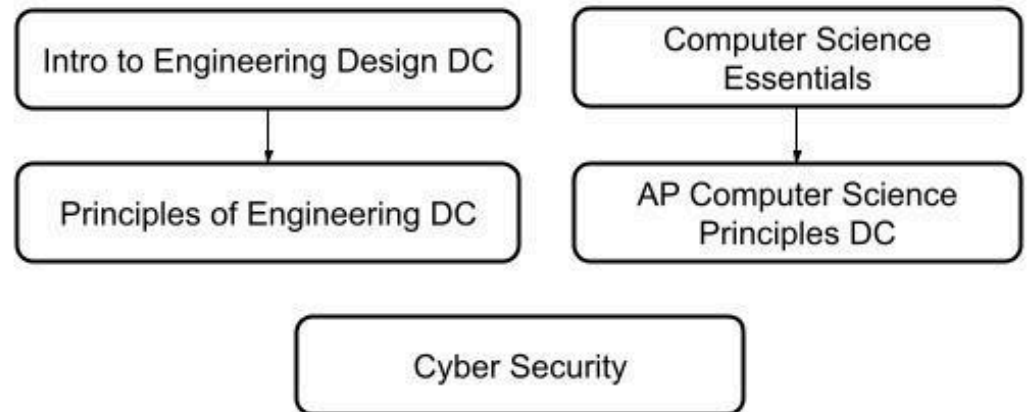 Intro to Engineering Design DC
Computer Science
Essentials
Principles of Engineering DC
AP Computer Science
Principles DC
Cyber Security